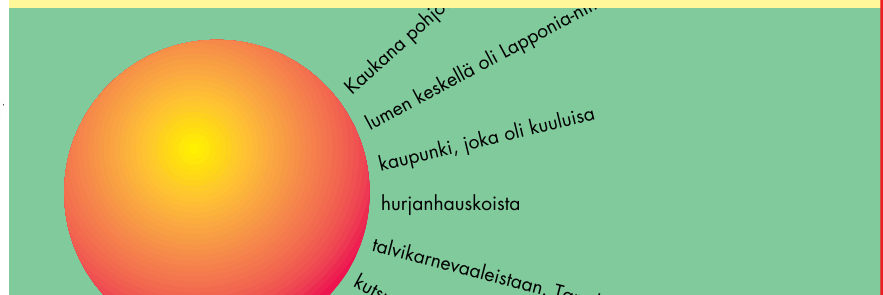 Kaukana
lumen keskellä oli
kaupunki, joka oli kuuluisa
hurjanhauskoista
talvikarnevaaleistaan.